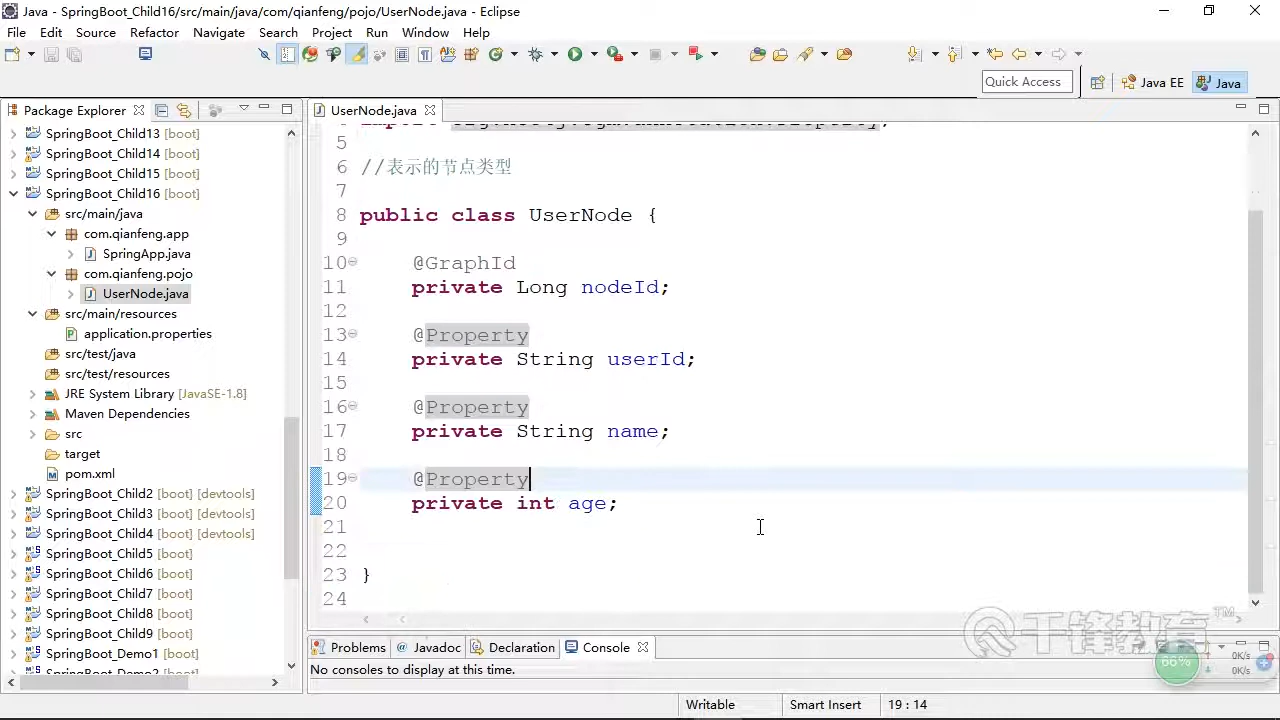 Java - SpringBoot_Child16/src/main/java/com/qianfeng/pojo/UserNode.java - Eclipse
File Edit Source Refactor Navigate Search Project Run Window Help
Quick Access
Java EE
Java
Package Explorer
SpringBoot_Child13 [boot]
SpringBoot_Child14 [boot]
SpringBoot_Child15 [boot]
SpringBoot_Child16 [boot]
src/main/java
com.qianfeng.app
SpringApp.java
com.qianfeng.pojo
UserNode.java
src/main/resources
application.properties
src/test/java
src/test/resources
JRE System Library [JavaSE-1.8]
Maven Dependencies
src
target
pom.xml
SpringBoot_Child2 [boot] [devtools]
SpringBoot_Child3 [boot] [devtools]
SpringBoot_Child4 [boot] [devtools]
SpringBoot_Child5 [boot]
SpringBoot_Child6 [boot]
SpringBoot_Child7 [boot]
SpringBoot_Child8 [boot]
SpringBoot_Child9 [boot]
SpringBoot_Demo1 [boot]
SpringBoot_Demo2 [boot]
UserNode.java
5
6 //表示的节点类型
7
8 public class UserNode {
9
10 @GraphId
11 private Long nodeId;
12
13 @Property
14 private String userId;
15
16 @Property
17 private String name;
18
19 @Property
20 private int age;
21
22
23 }
24
Problems @ Javadoc Declaration Console
No consoles to display at this time.
千锋教育 TM
66%
0K/s
0K/s
Writable Smart Insert 19 : 14